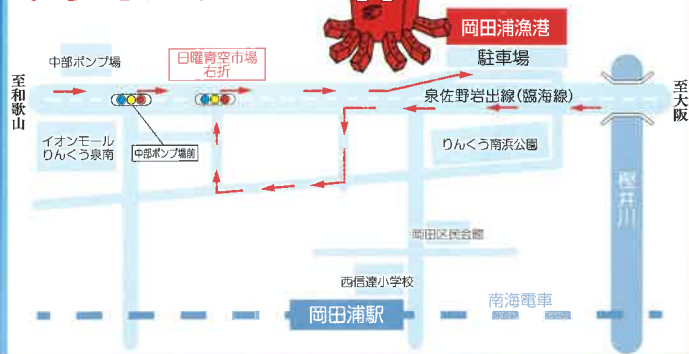 岡田浦漁港
駐車場
中部ポンプ場
日曜青空市場
右折
至和歌山
至大阪
泉佐野岩出線(臨海線)
イオンモール
りんくう泉南
中部ポンプ場前
りんくう南浜公園
樫井川
岡田区民会館
西信達小学校
南海電車
岡田浦駅